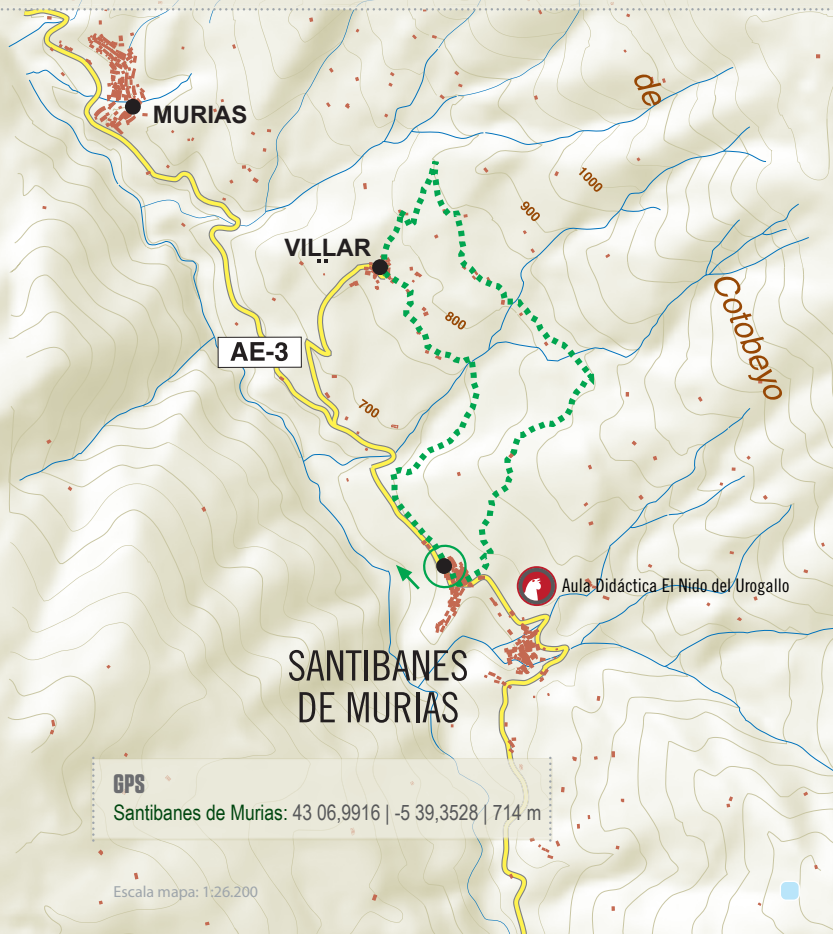 de
MURIAS
1000
900
VILLAR
Cotobeyo
800
AE-3
700
Aula Didáctica El Nido del Urogallo
SANTIBANES
DE MURIAS
GPS
Santibanes de Murias: 43 06,9916 | -5 39,3528 | 714 m
Escala mapa: 1:26.200